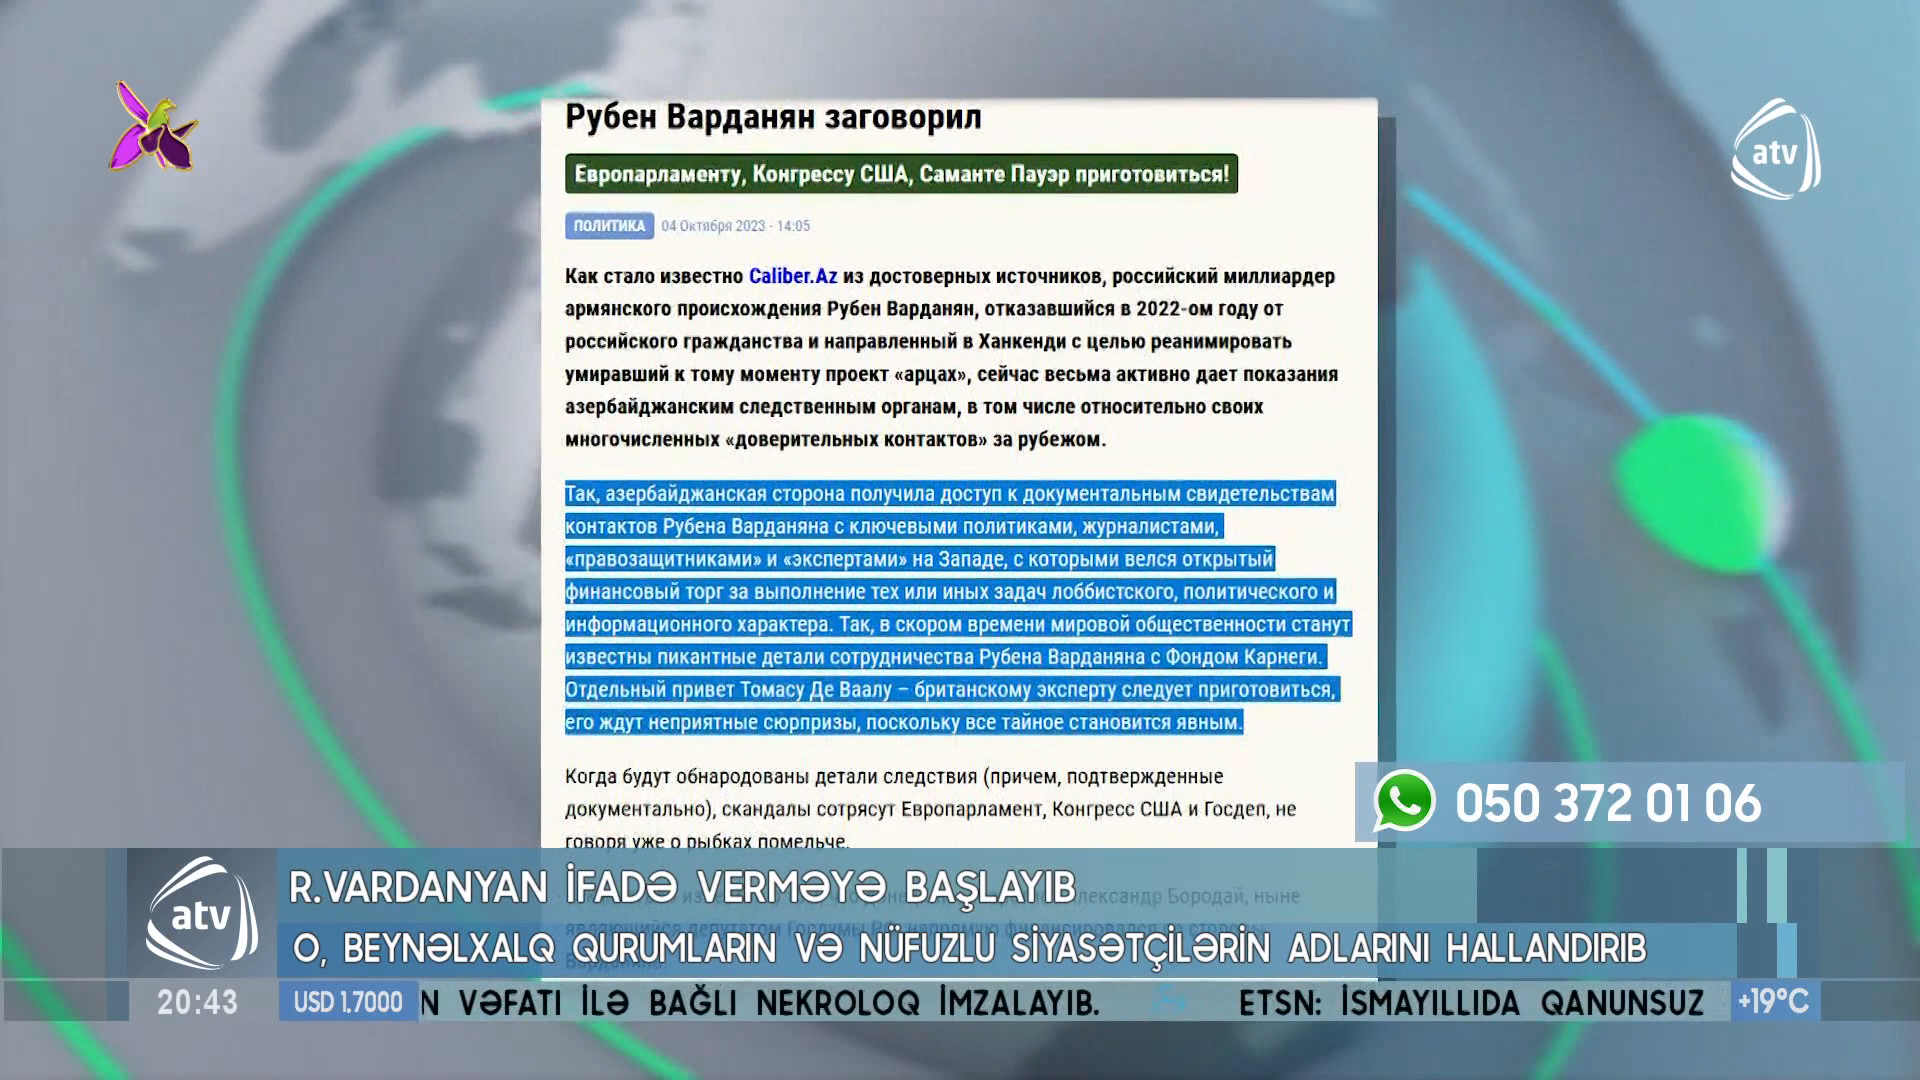 Рубен Варданян заговорил
Европарламенту, Конгрессу США, Саманте Пауэр приготовиться!
ПОЛИТИКА 04 Октября 2023 - 14:05
Как стало известно Caliber.Az из достоверных источников, российский миллиардер
армянского происхождения Рубен Варданян, отказавшийся в 2022-ом году от
российского гражданства и направленный в Ханкенди с целью реанимировать
умиравший к тому моменту проект «арцах», сейчас весьма активно дает показания
азербайджанским следственным органам, в том числе относительно своих
многочисленных «доверительных контактов» за рубежом.
Так, азербайджанская сторона получила доступ к документальным свидетельствам
контактов Рубена Варданяна с ключевыми политиками, журналистами,
«правозащитниками» и «экспертами» на Западе, с которыми велся открытый
финансовый торг за выполнение тех или иных задач лоббистского, политического и
информационного характера. Так, в скором времени мировой общественности станут
известны пикантные детали сотрудничества Рубена Варданяна с Фондом Карнеги.
Отдельный привет Томасу Де Ваалу – британскому эксперту следует приготовиться,
его ждут неприятные сюрпризы, поскольку все тайное становится явным.
Когда будут обнародованы детали следствия (причем, подтвержденные
документально), скандалы сотрясут Европарламент, Конгресс США и Госдеп, не
говоря уже о рыбках помельче.
Александр Бородай, ныне
atv
050 372 01 06
atv
R.VARDANYAN İFADƏ VERMƏYƏ BAŞLAYIB
O, BEYNƏLXALQ QURUMLARIN VƏ NÜFUZLU SİYASƏTÇİLƏRİN ADLARINI HALLANDIRIB
20:43 USD 1.7000 N VƏFATI İLƏ BAĞLI NEKROLOQ İMZALAYIB. ETSN: İSMAYILLIDA QANUNSUZ +19°C